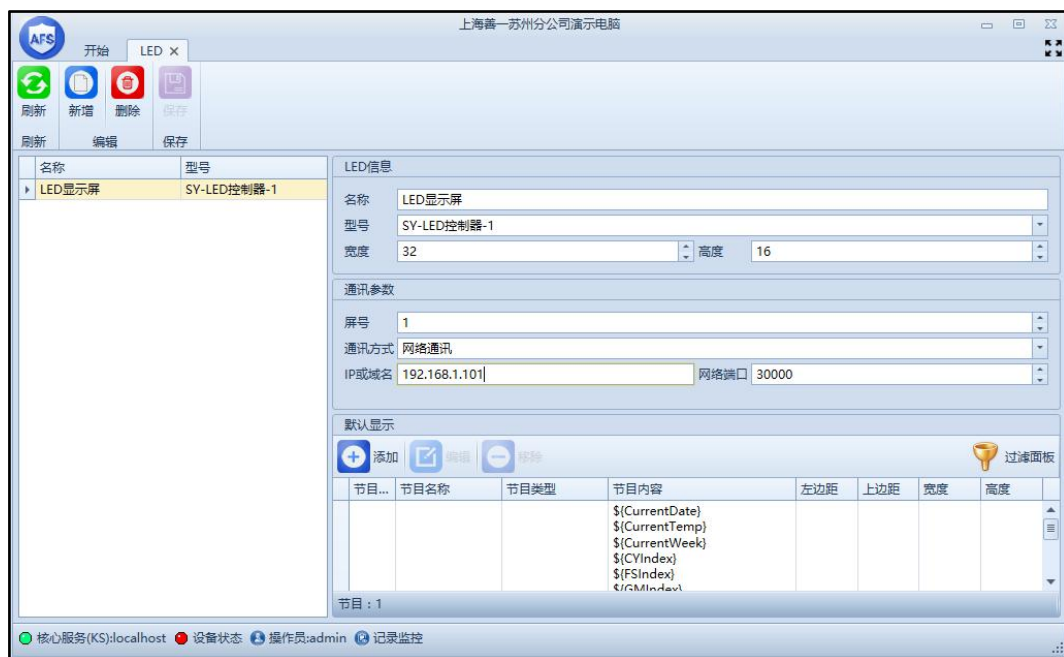 上海善一苏州分公司演示电脑
AFS
开始 LED
刷新 新增 删除 保存
刷新 编辑 保存
名称 型号
LED显示屏 SY-LED控制器-1
LED信息
名称 LED显示屏
型号 SY-LED控制器-1
宽度 32 高度 16
通讯参数
屏号 1
通讯方式 网络通讯
IP或域名 192.168.1.101 网络端口 30000
默认显示
添加 编辑 移除 过滤面板
节目... 节目名称 节目类型 节目内容 左边距 上边距 宽度 高度
${CurrentDate}
${CurrentTemp}
${CurrentWeek}
${CYIndex}
${FSIndex}
${GMIndex}
节目：1
核心服务(KS):localhost 设备状态 操作员:admin 记录监控